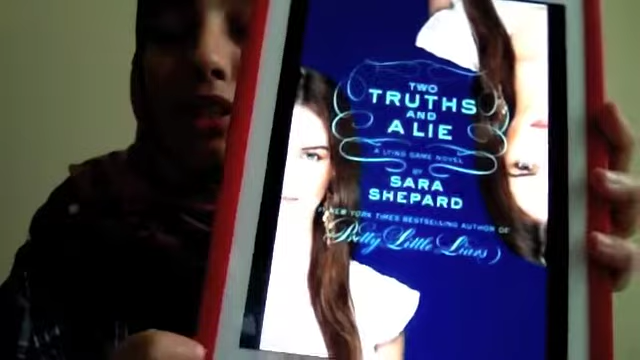 TWO
TRUTHS
AND
A LIE
A LYING GAME NOVEL
BY
SARA
SHEPARD
#1 NEW YORK TIMES BESTSELLING AUTHOR OF
Pretty Little Liars